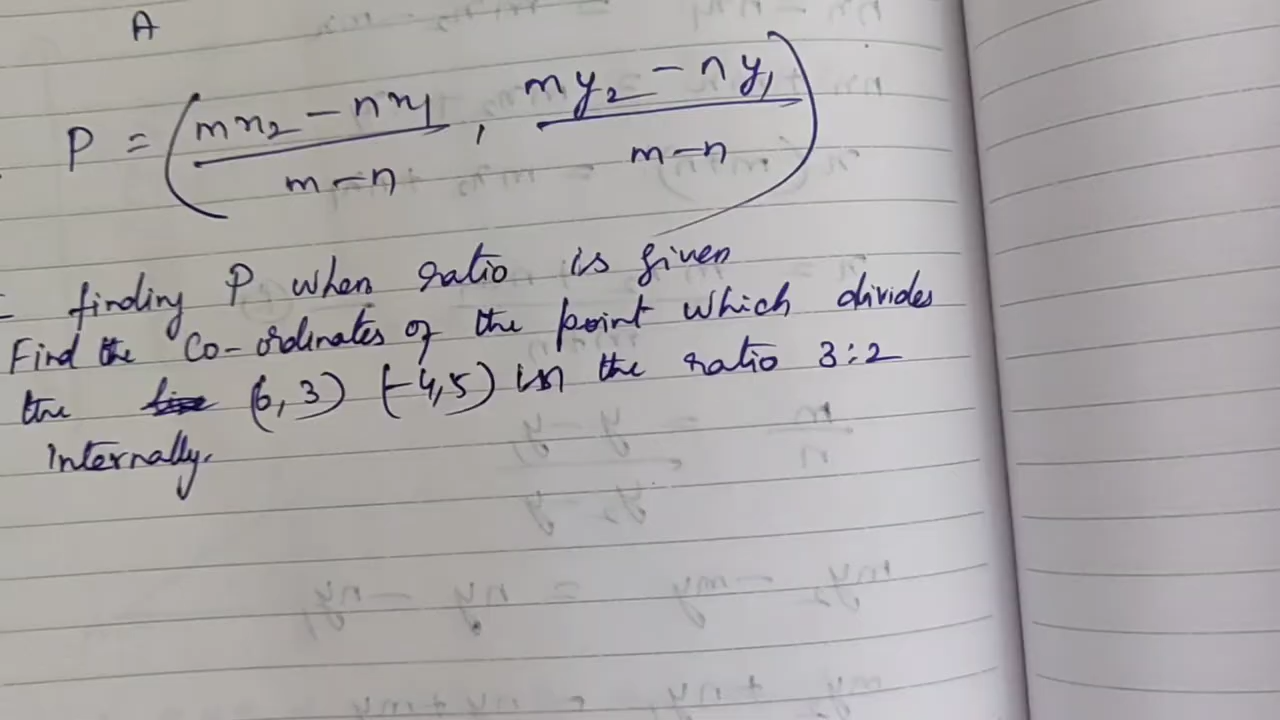 A
P = (mx₂ - nx₁ / m - n , my₂ - ny₁ / m - n)
finding P when ratio is given
Find the Co-ordinates of the point which divides
the (6, 3) (-4,5) in the ratio 3:2
internally.